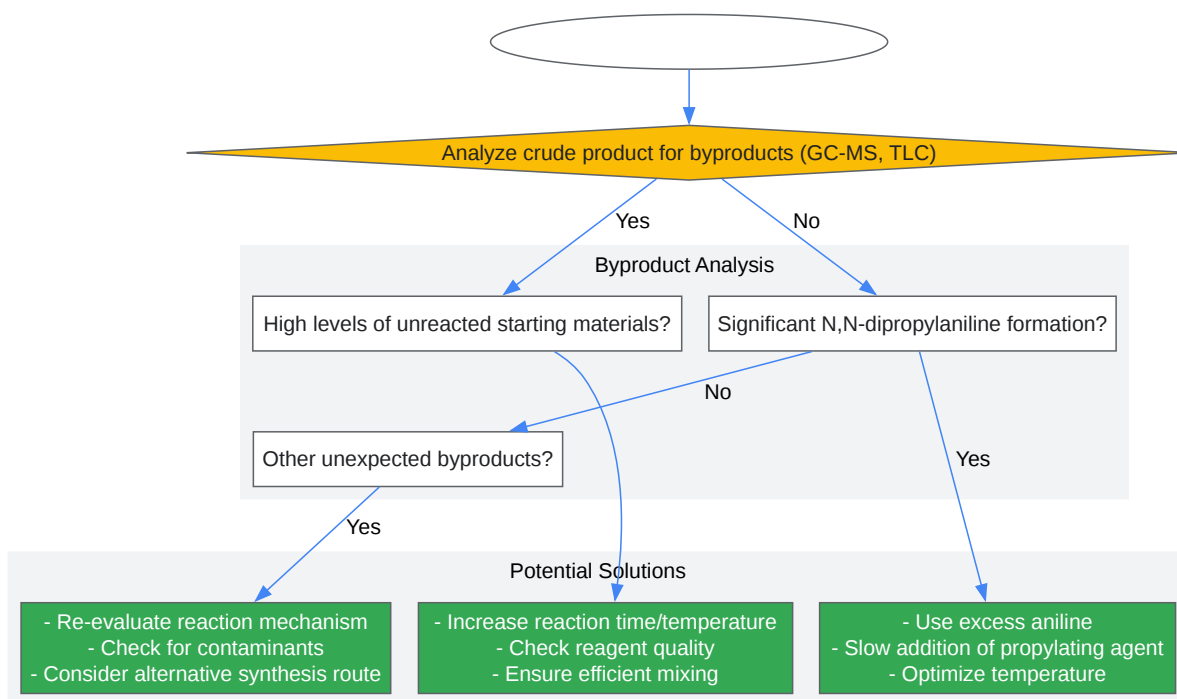 Analyze crude product for byproducts (GC-MS, TLC)
Yes
No
Byproduct Analysis
High levels of unreacted starting materials?
Significant N,N-dipropylaniline formation?
No
Other unexpected byproducts?
Yes
Yes
Potential Solutions
- Re-evaluate reaction mechanism
- Check for contaminants
- Consider alternative synthesis route
- Increase reaction time/temperature
- Check reagent quality
- Ensure efficient mixing
- Use excess aniline
- Slow addition of propylating agent
- Optimize temperature